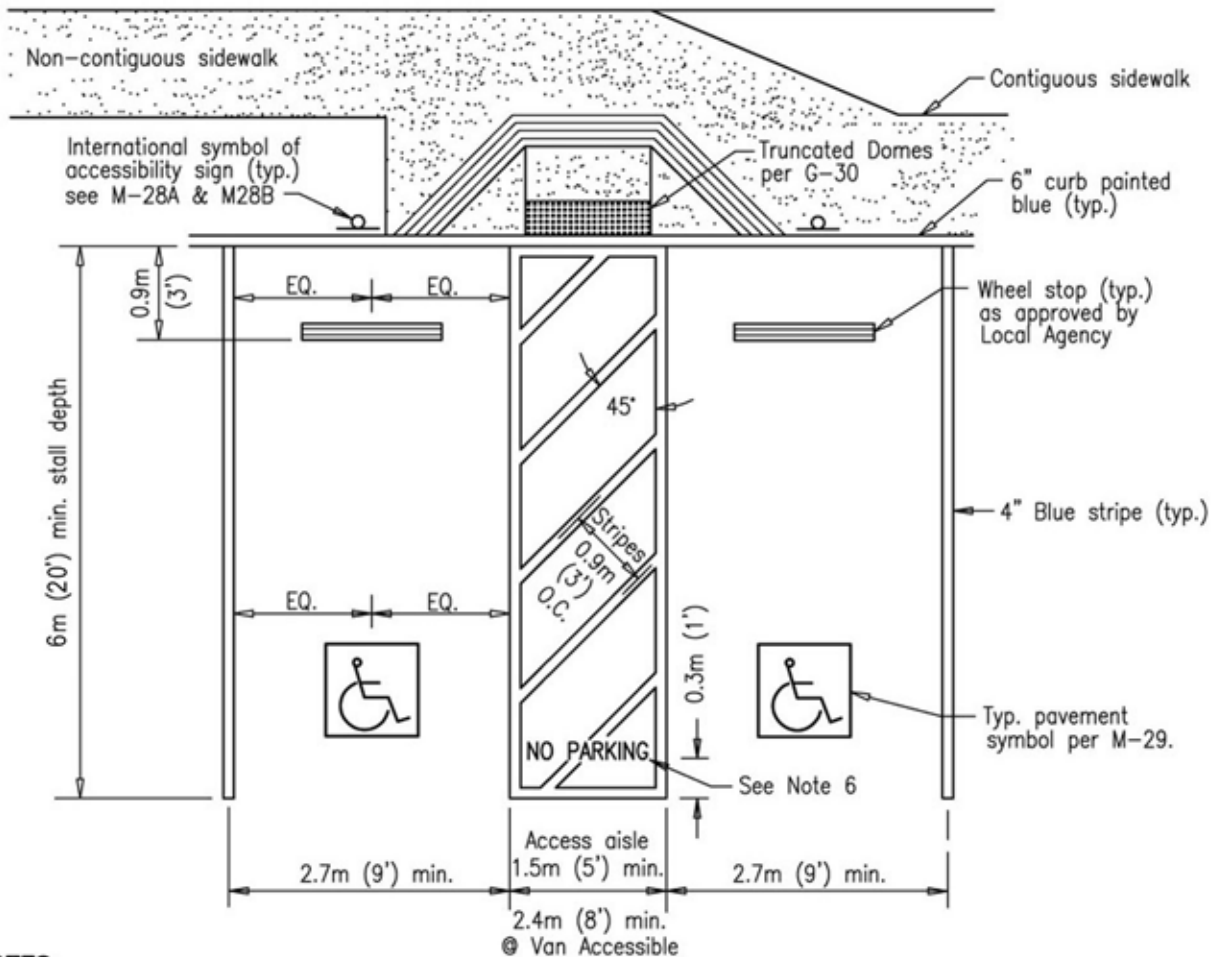 Non-contiguous sidewalk
Contiguous sidewalk
International symbol of
accessibility sign (typ.)
see M-28A & M28B
Truncated Domes
per G-30
6" curb painted
blue (typ.)
0.9m
(3')
EQ.
EQ.
Wheel stop (typ.)
as approved by
Local Agency
45°
6m (20') min. stall depth
Stripes
0.9m
(3')
O.C.
4" Blue stripe (typ.)
EQ.
EQ.
0.3m (1')
Typ. pavement
symbol per M-29.
NO PARKING
See Note 6
Access aisle
2.7m (9') min.
1.5m (5') min.
2.7m (9') min.
2.4m (8') min.
@ Van Accessible